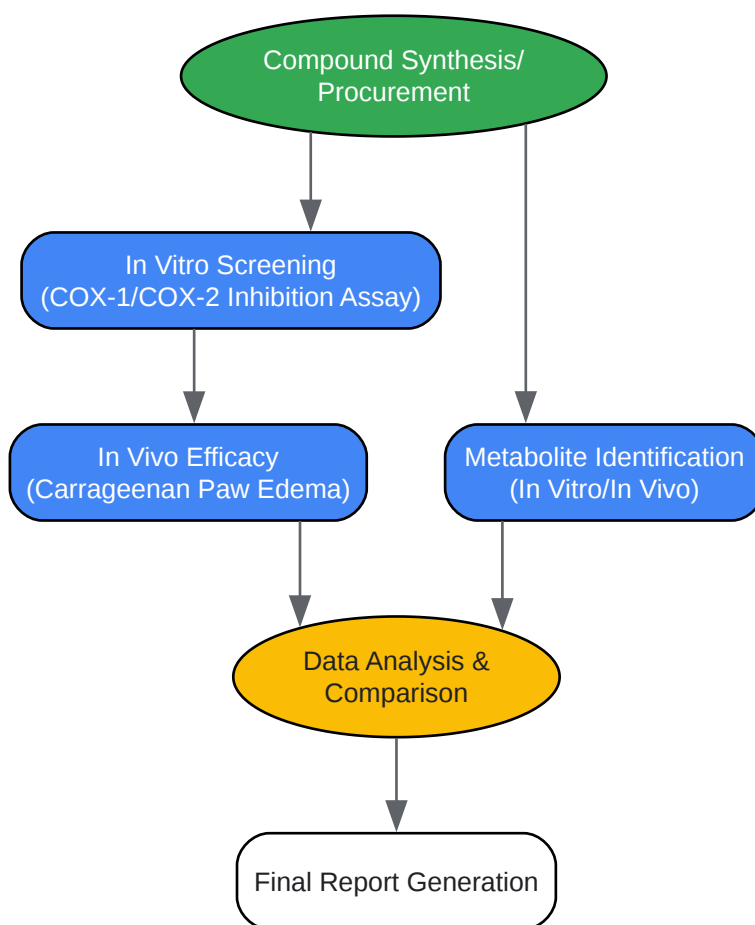 Compound Synthesis/
Procurement
In Vitro Screening
(COX-1/COX-2 Inhibition Assay)
In Vivo Efficacy
(Carrageenan Paw Edema)
Metabolite Identification
(In Vitro/In Vivo)
Data Analysis &
Comparison
Final Report Generation